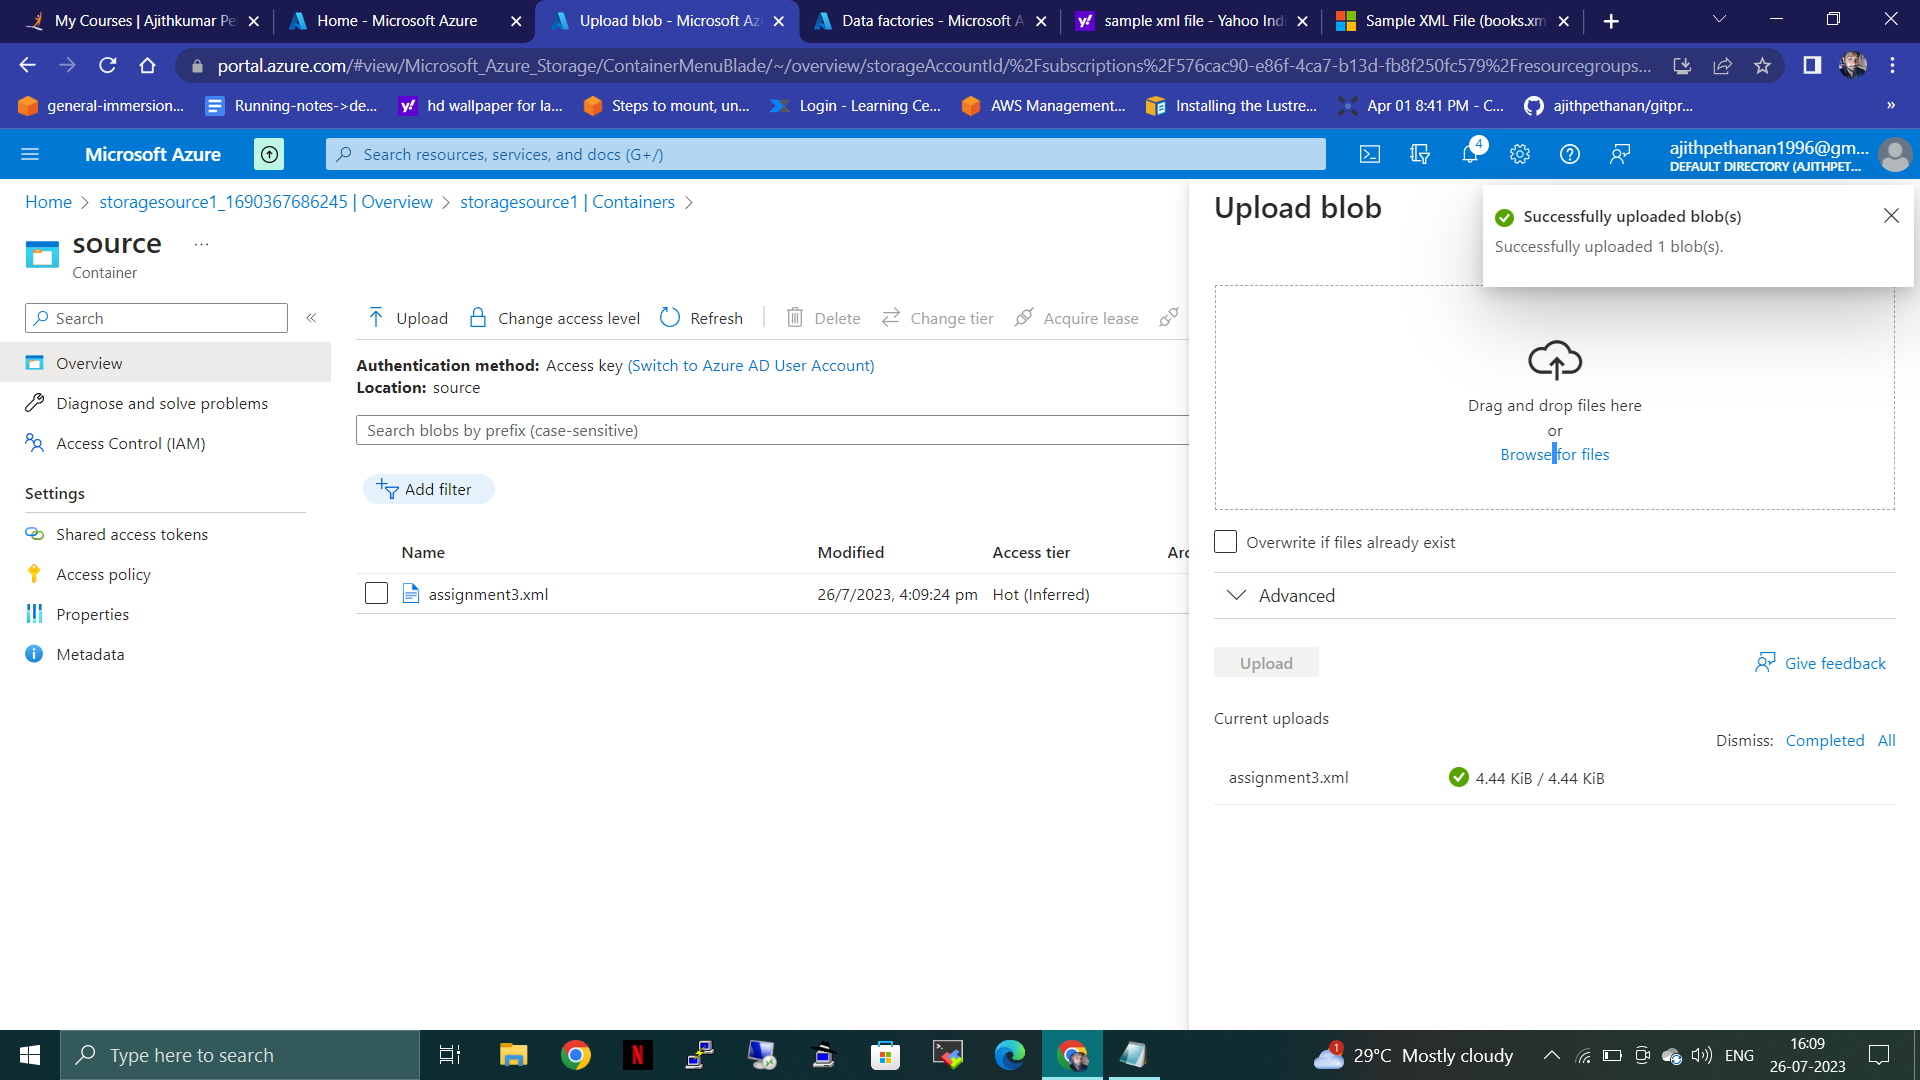 My Courses | Ajithkumar Pe
Home - Microsoft Azure
Upload blob - Microsoft Az
Data factories - Microsoft A
sample xml file - Yahoo Indi
Sample XML File (books.xm
portal.azure.com/#view/Microsoft_Azure_Storage/ContainerMenuBlade/~/overview/storageAccountId/%2Fsubscriptions%2F576cac90-e86f-4ca7-b13d-fb8f250fc579%2Fresourcegroups...
general-immersion...
Running-notes->de...
hd wallpaper for la...
Steps to mount, un...
Login - Learning Ce...
AWS Management...
Installing the Lustre...
Apr 01 8:41 PM - C...
ajithpethanan/gitpr...
»
Microsoft Azure
Search resources, services, and docs (G+/)
4
ajithpethanan1996@gm...
DEFAULT DIRECTORY (AJITHPET...
Home > storagesource1_1690367686245 | Overview > storagesource1 | Containers >
source
...
Container
Search
«
Overview
Diagnose and solve problems
Access Control (IAM)
Settings
Shared access tokens
Access policy
Properties
Metadata
Upload
Change access level
Refresh
Delete
Change tier
Acquire lease
Authentication method: Access key (Switch to Azure AD User Account)
Location: source
Search blobs by prefix (case-sensitive)
Add filter
Name Modified Access tier Arc
assignment3.xml 26/7/2023, 4:09:24 pm Hot (Inferred)
Upload blob
Successfully uploaded blob(s)
Successfully uploaded 1 blob(s).
Drag and drop files here
or
Browse for files
Overwrite if files already exist
Advanced
Upload
Give feedback
Current uploads
Dismiss: Completed All
assignment3.xml 4.44 KiB / 4.44 KiB
Type here to search
1
29°C Mostly cloudy
ENG
16:09
26-07-2023